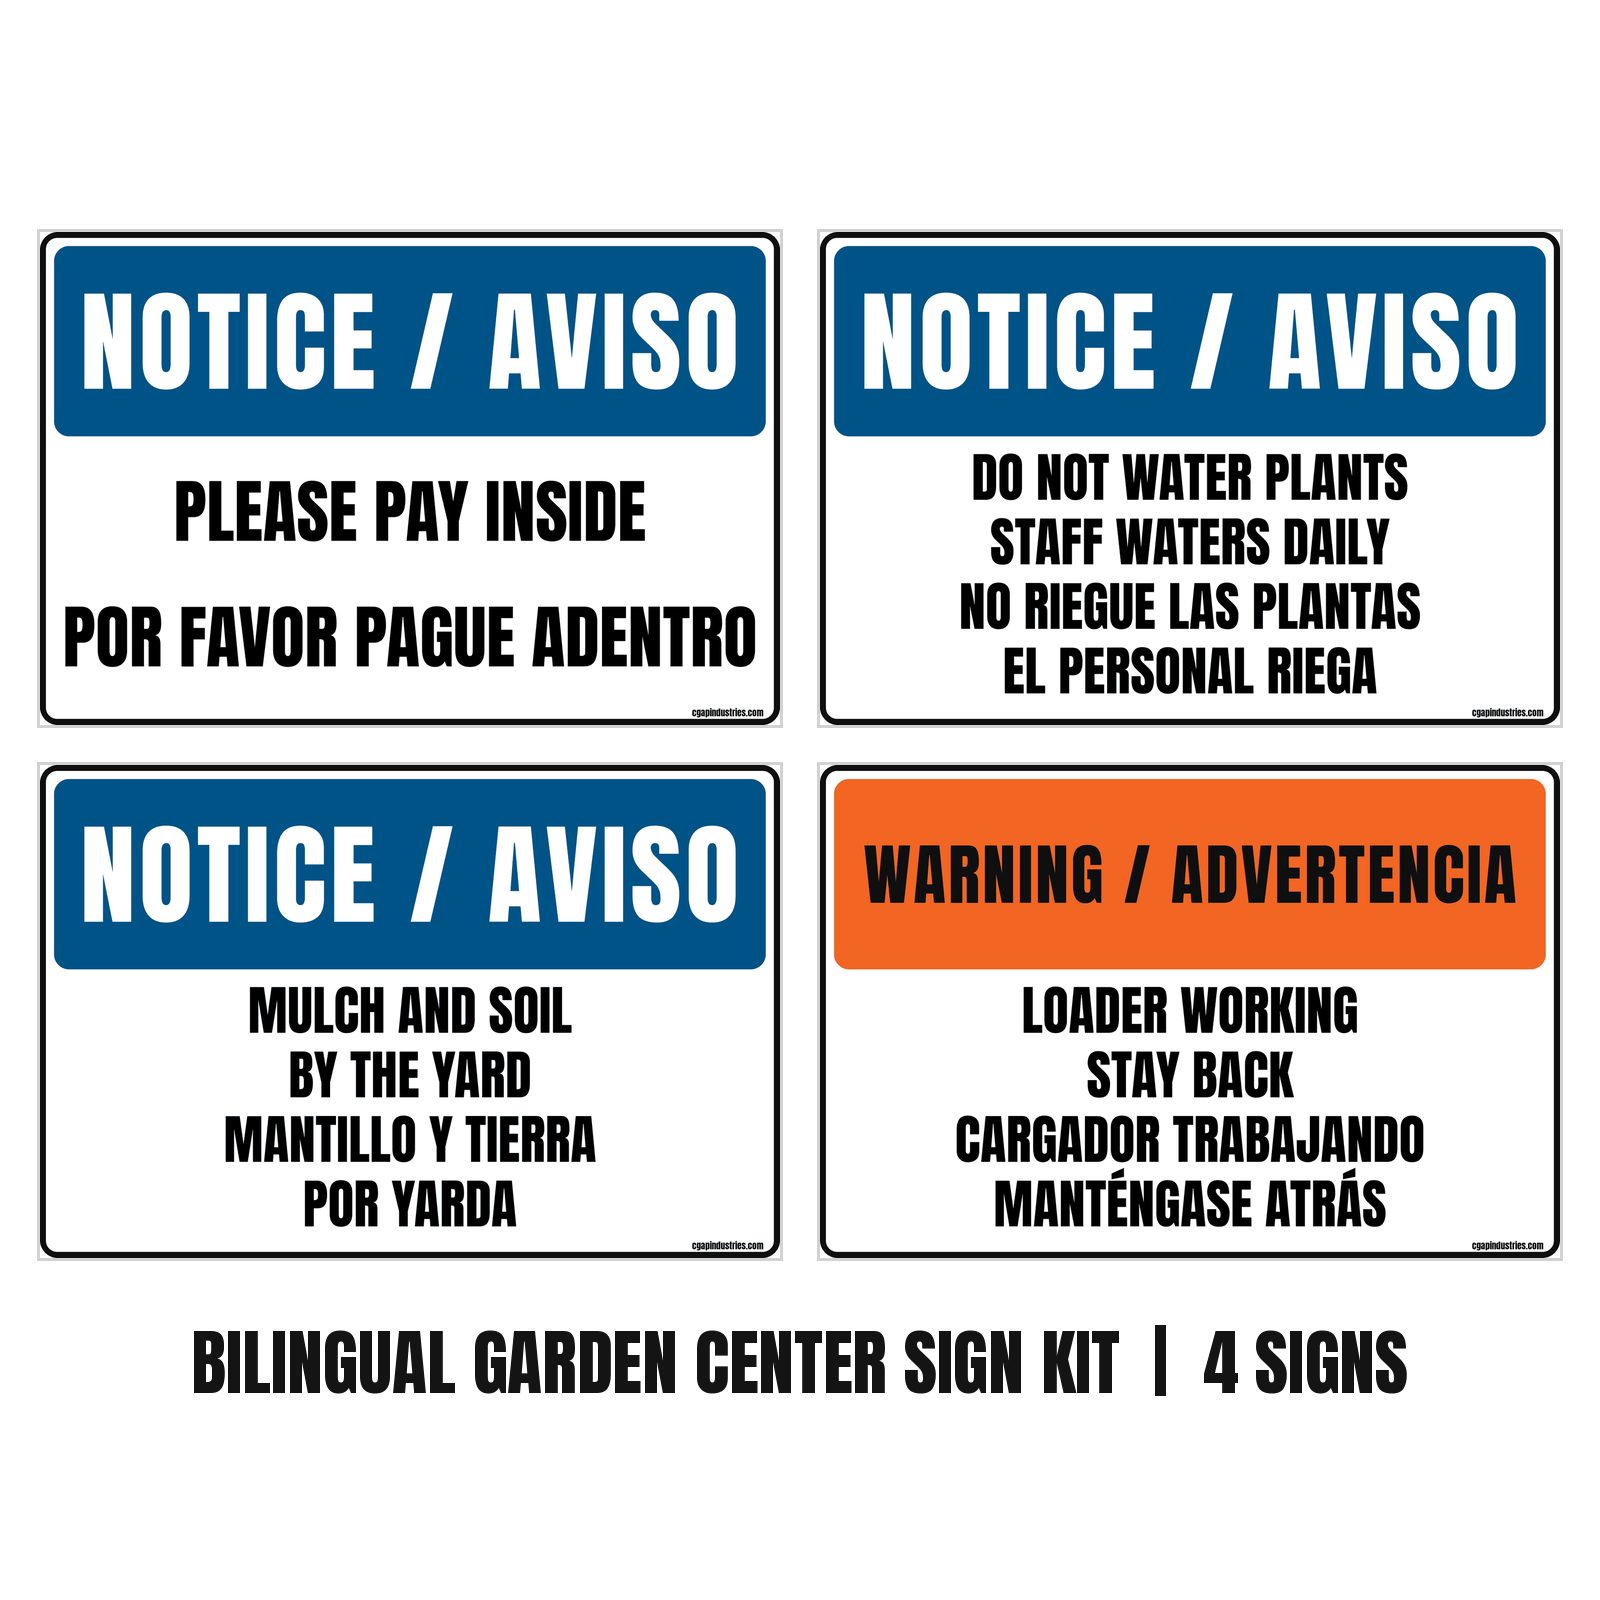 NOTICE / AVISO
PLEASE PAY INSIDE
POR FAVOR PAGUE ADENTRO
cgapindustries.com
NOTICE / AVISO
DO NOT WATER PLANTS
STAFF WATERS DAILY
NO RIEGUE LAS PLANTAS
EL PERSONAL RIEGA
cgapindustries.com
NOTICE / AVISO
MULCH AND SOIL
BY THE YARD
MANTILLO Y TIERRA
POR YARDA
cgapindustries.com
WARNING / ADVERTENCIA
LOADER WORKING
STAY BACK
CARGADOR TRABAJANDO
MANTÉNGASE ATRÁS
cgapindustries.com
BILINGUAL GARDEN CENTER SIGN KIT | 4 SIGNS